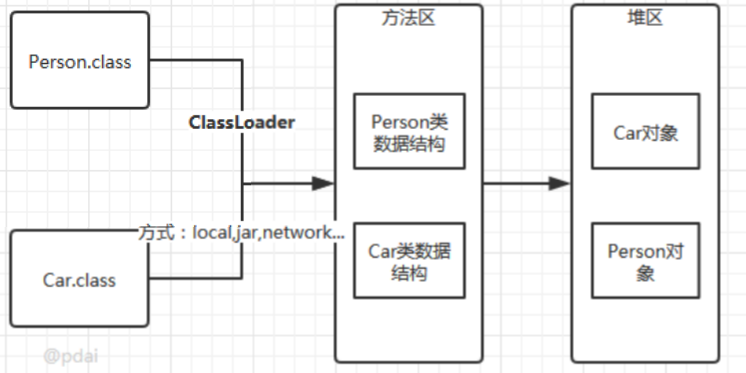 Person.class
ClassLoader
方式：local,jar,network...
Car.class
方法区
Person类
数据结构
Car类数据
结构
堆区
Car对象
Person对
象
@pdai